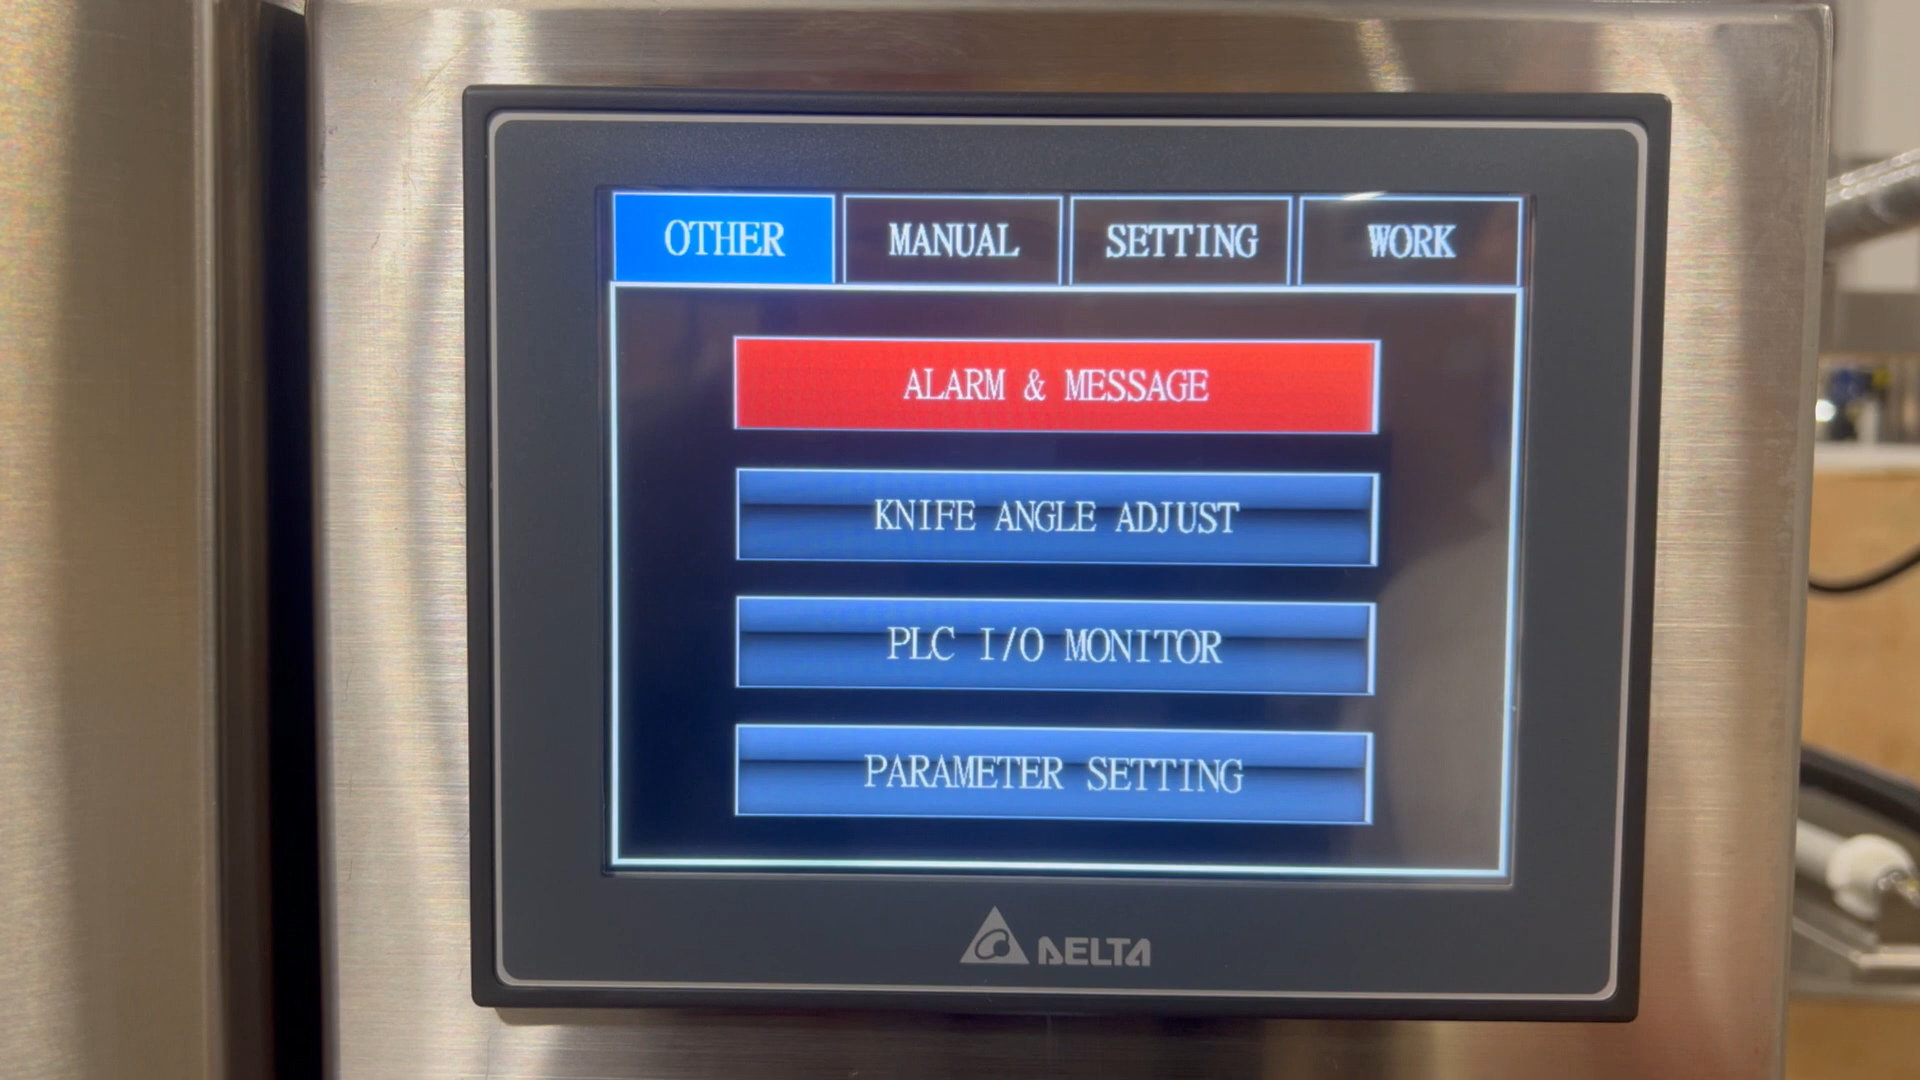 OTHER MANUAL SETTING WORK
ALARM & MESSAGE
KNIFE ANGLE ADJUST
PLC I/O MONITOR
PARAMETER SETTING
DELTA